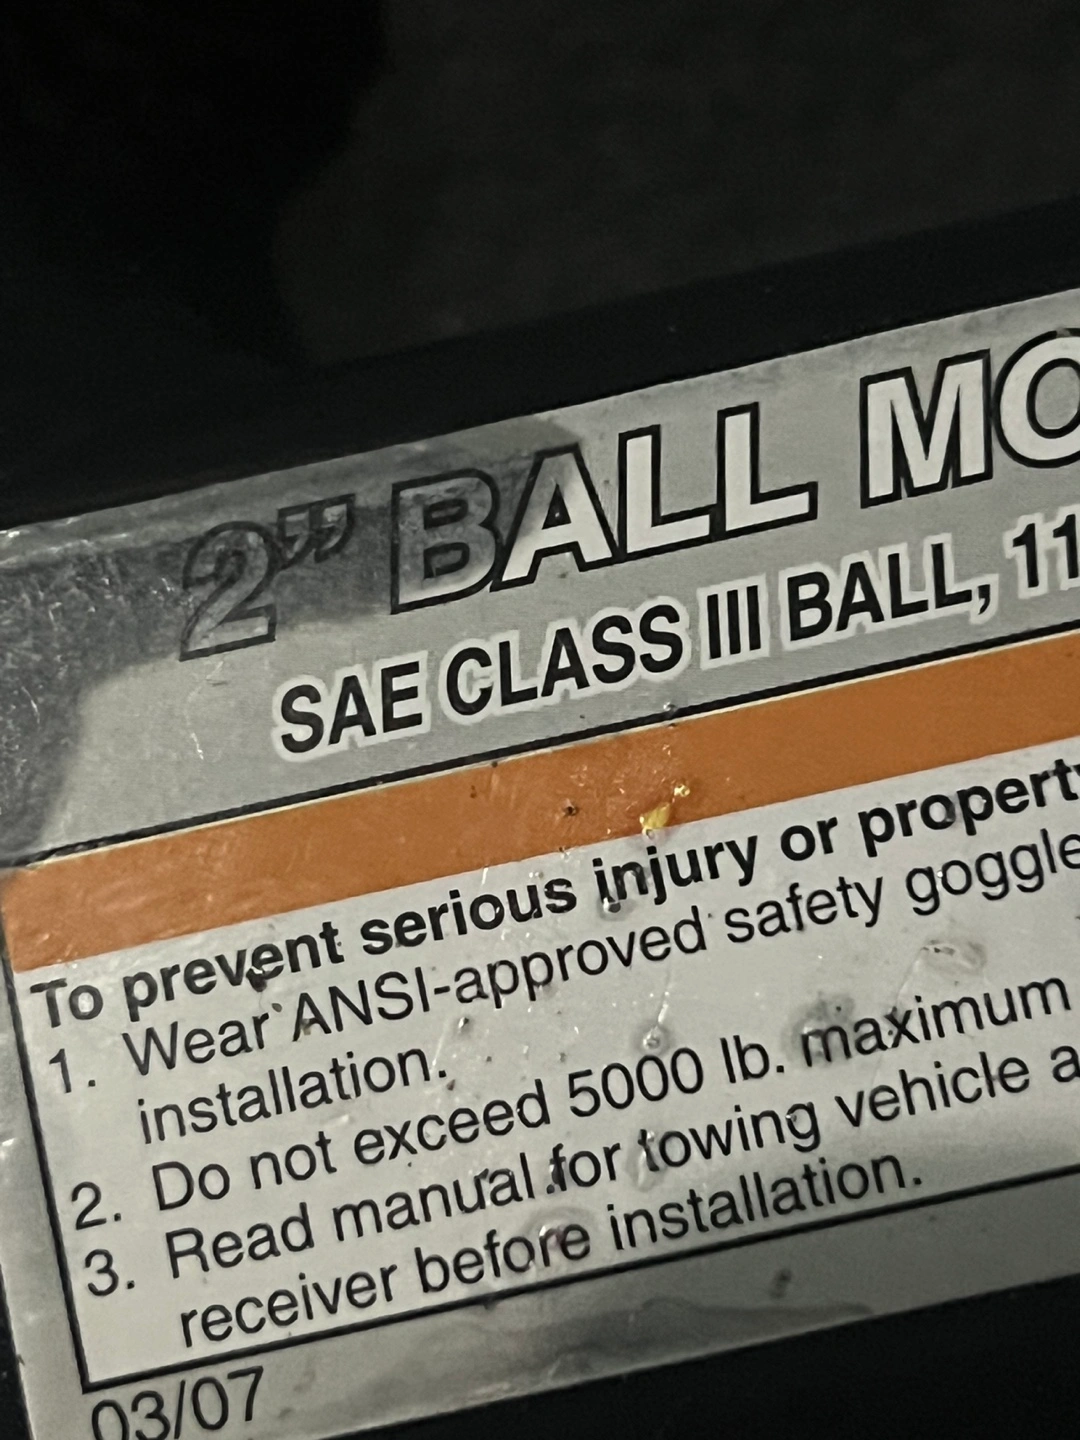 2" BALL MO
SAE CLASS III BALL, 11
To prevent serious injury or property
1. Wear ANSI-approved safety goggle
installation.
2. Do not exceed 5000 lb. maximum
3. Read manual for towing vehicle a
receiver before installation.
03/07